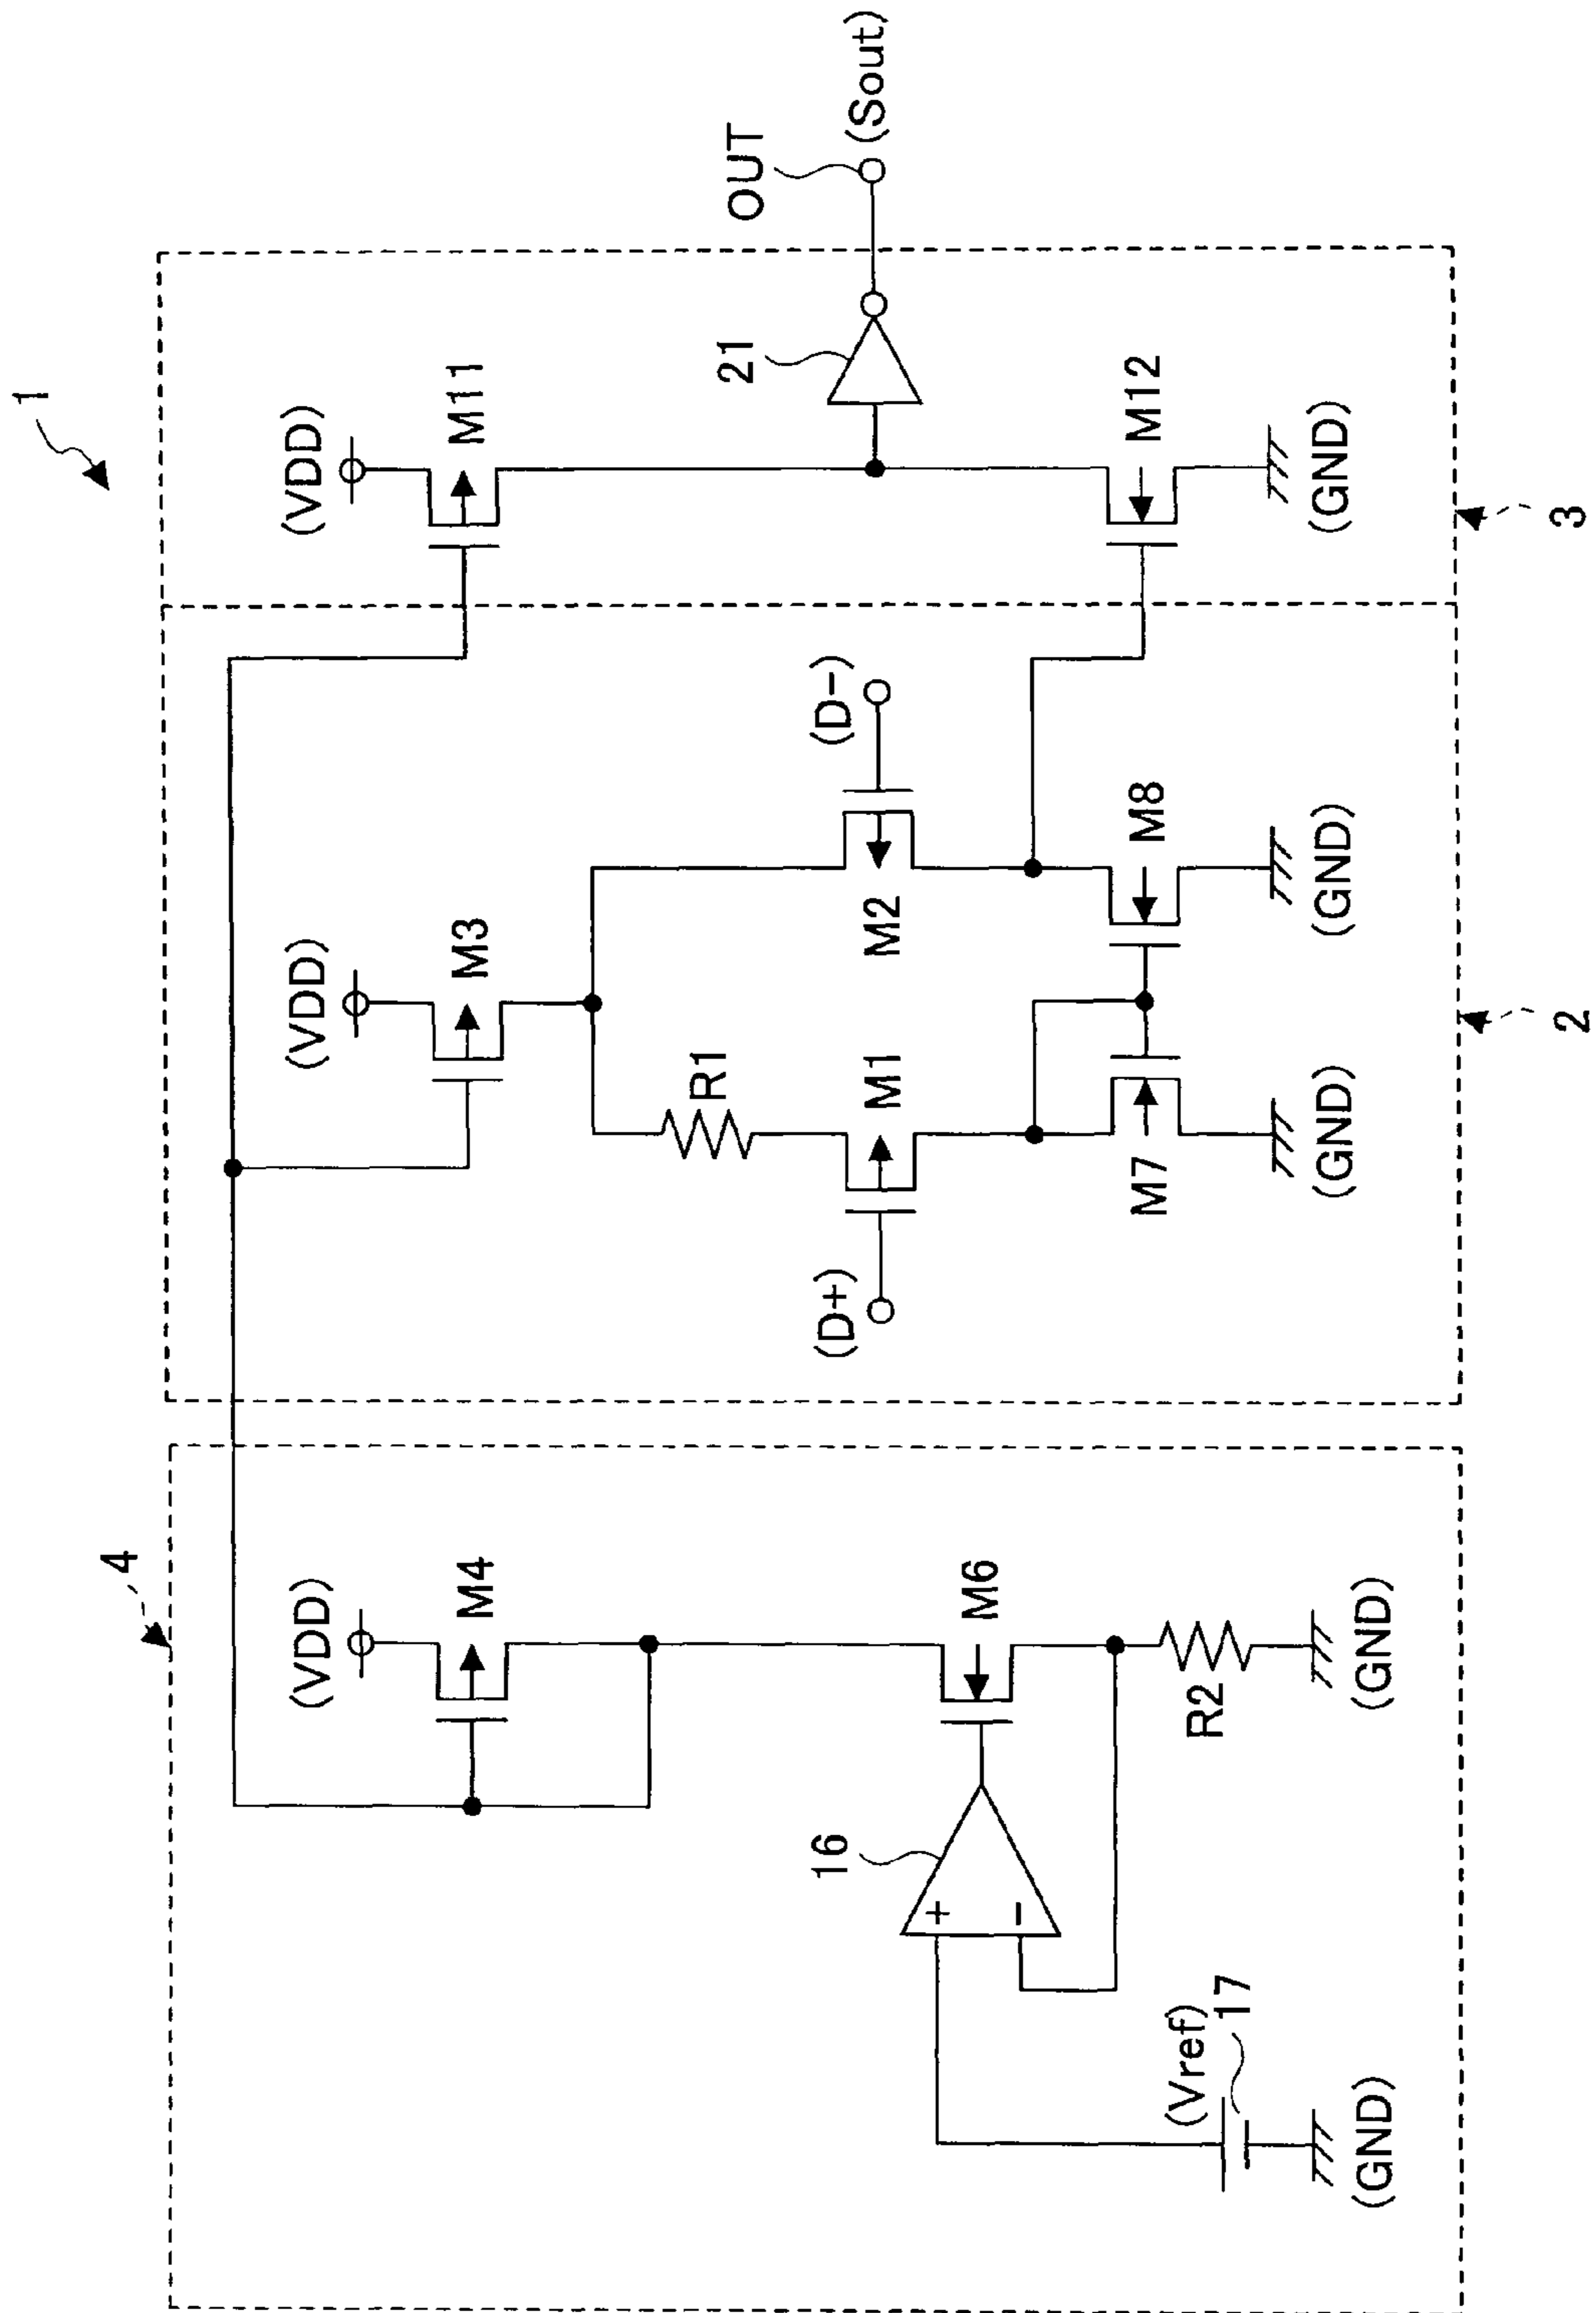 1
4
(VDD)
M4
16
+
−
M6
(Vref)
17
R2
(GND)
(GND)
(VDD)
M3
R1
(D+)
M1
M2
(D-)
M7
M8
(GND)
(GND)
2
(VDD)
M11
21
OUT
(Sout)
M12
(GND)
3